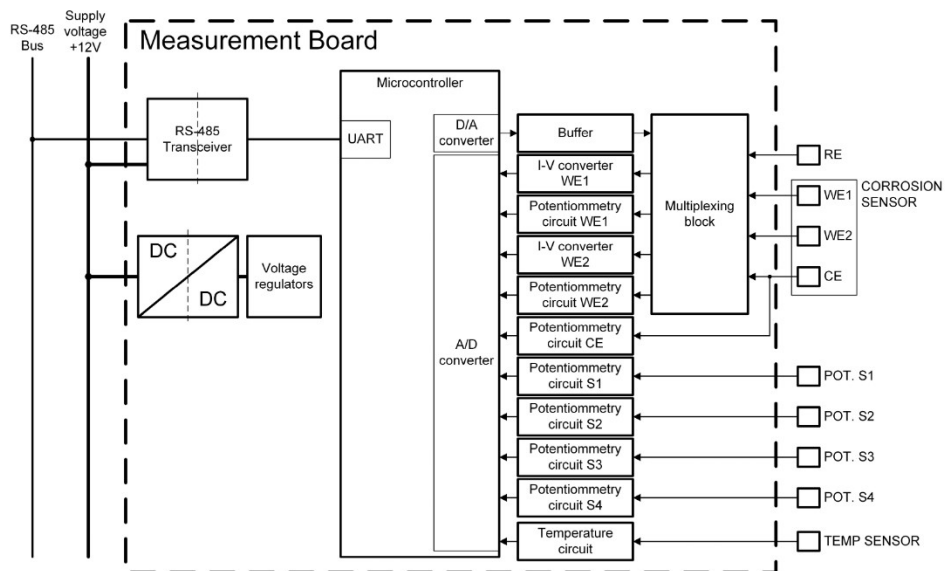 Supply
RS-485 voltage
Bus +12V
Measurement Board
Microcontroller
RS-485
Transceiver
UART
D/A
converter
Buffer
I-V converter
WE1
Potentiommetry
circuit WE1
I-V converter
WE2
Potentiommetry
circuit WE2
Potentiommetry
circuit CE
Potentiommetry
circuit S1
Potentiommetry
circuit S2
Potentiommetry
circuit S3
Potentiommetry
circuit S4
Temperature
circuit
Multiplexing
block
DC
DC
Voltage
regulators
A/D
converter
RE
WE1
CORROSION
SENSOR
WE2
CE
POT. S1
POT. S2
POT. S3
POT. S4
TEMP SENSOR